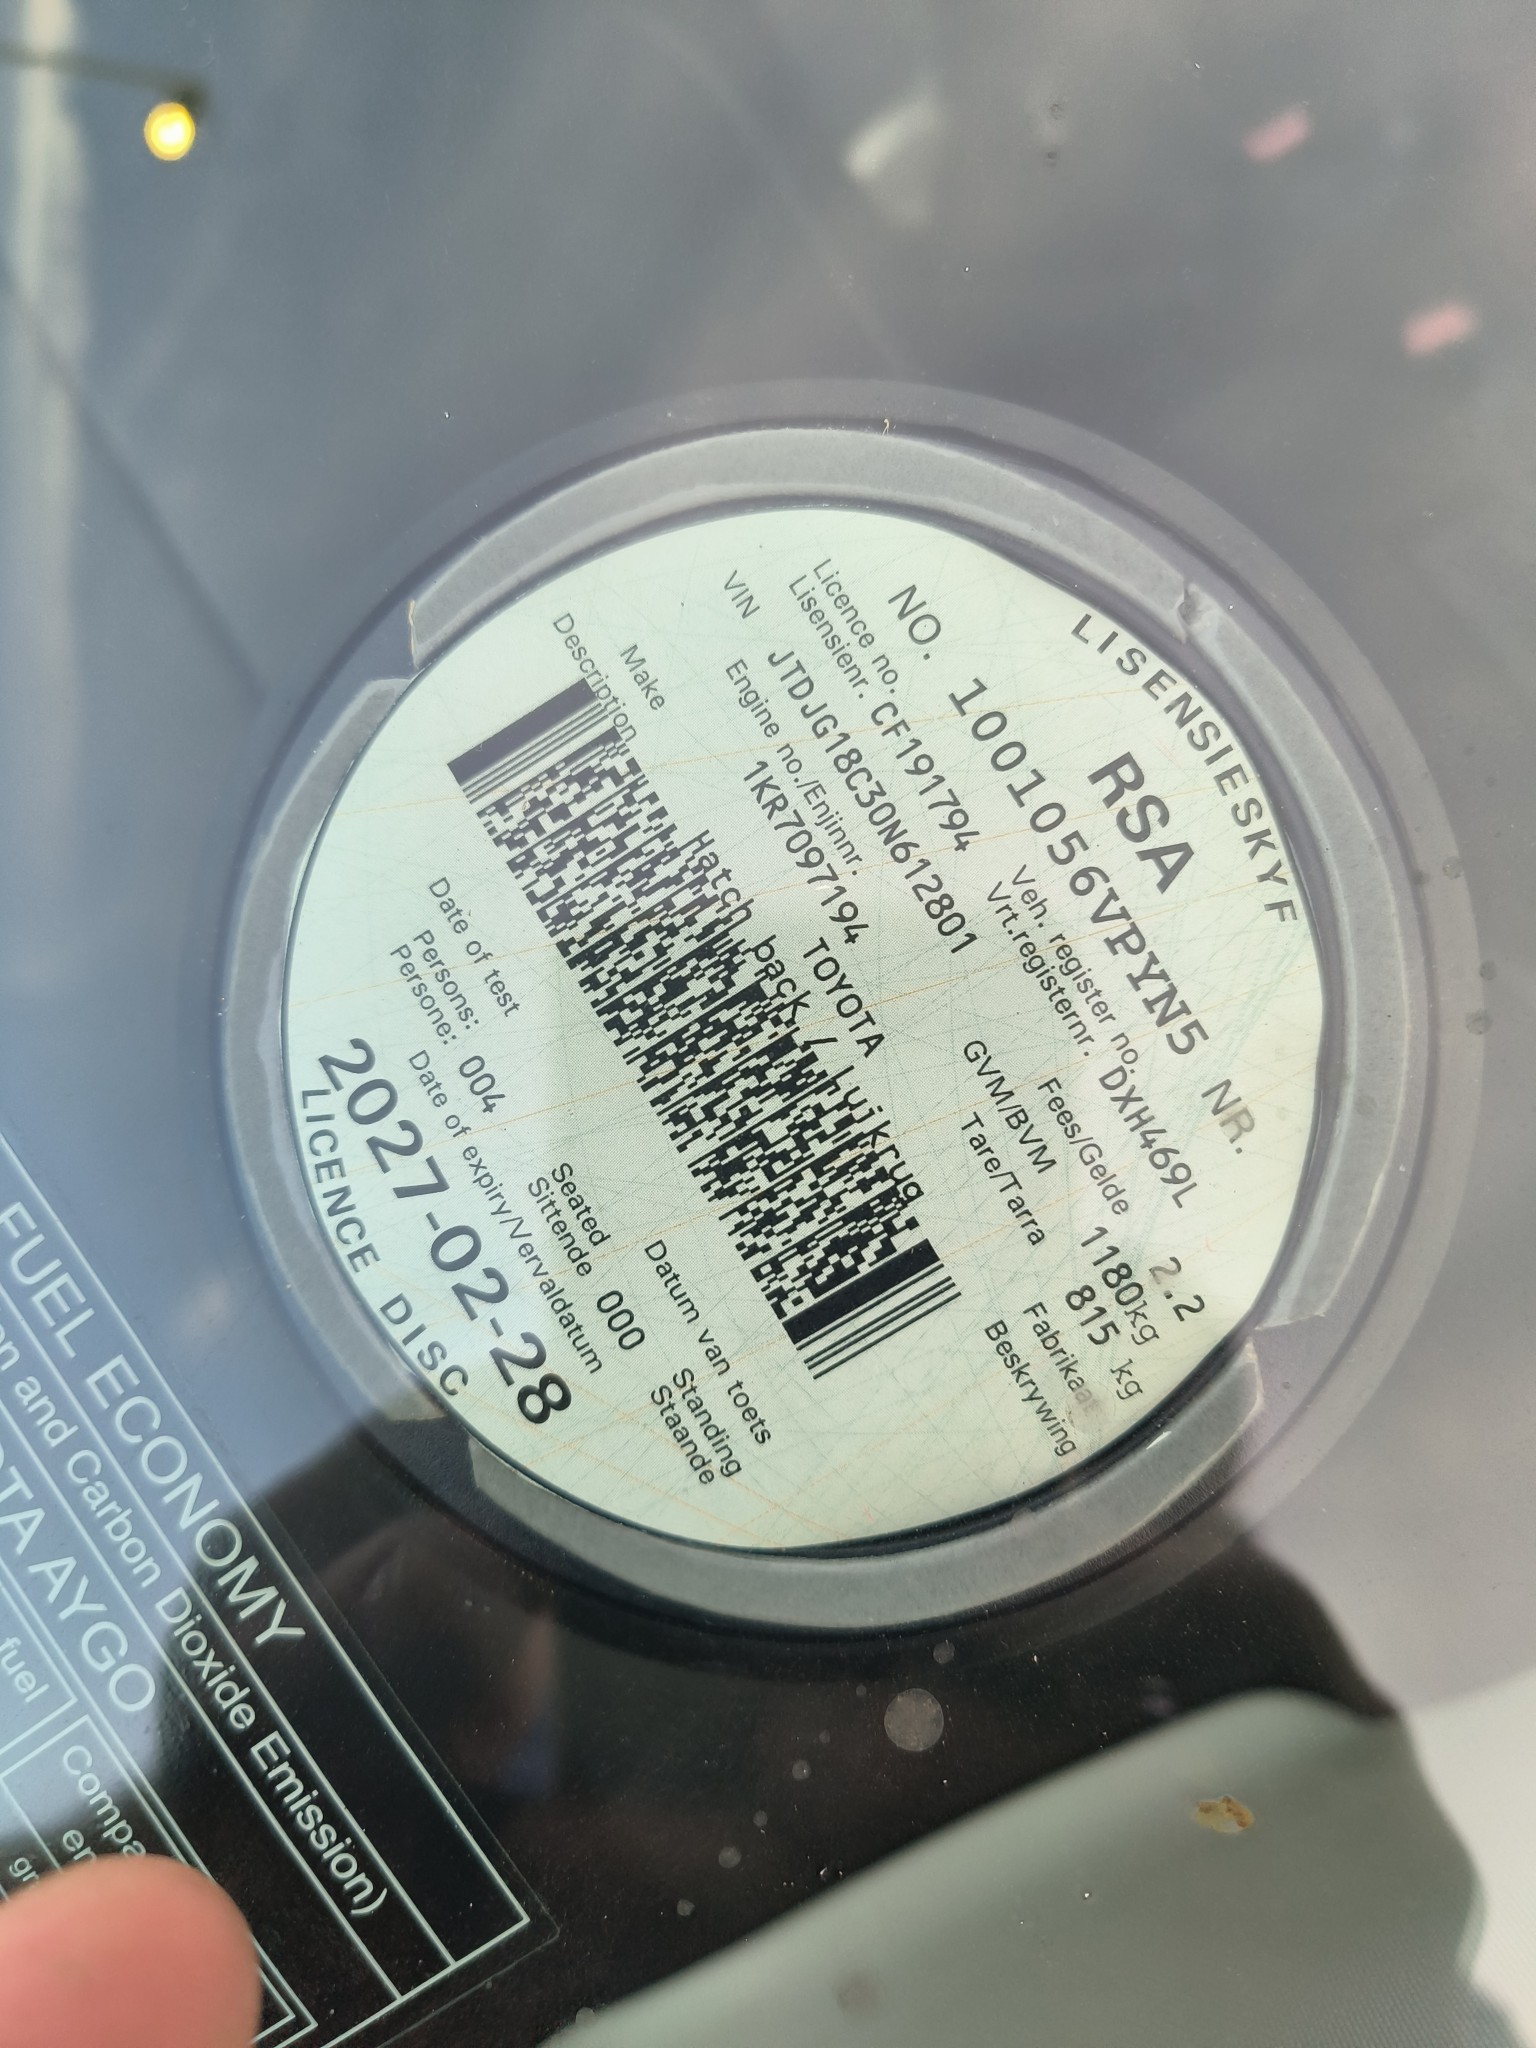 LISENSIESKYF
RSA
NO. 1001056VPYN5 NR.
Licence no. CF191794 Veh. register no. DXH469L
Lisensienr. Vrt.registernr.
Fees/Gelde 2.2
VIN JTDJG18C30N612801 GVM/BVM 1180kg
Engine no./Enjinnr. 1KR7097194 Tare/Tarra 815 kg
Make TOYOTA Fabrikaat
Description Hatch back / Luikrug Beskrywing
Date of test Datum van toets
Persons: 004 Seated 000 Standing
Persone: Sittende Staande
Date of expiry/Vervaldatum
2027-02-28
LICENCE DISC
FUEL ECONOMY
and Carbon Dioxide Emission)
AYGO
fuel